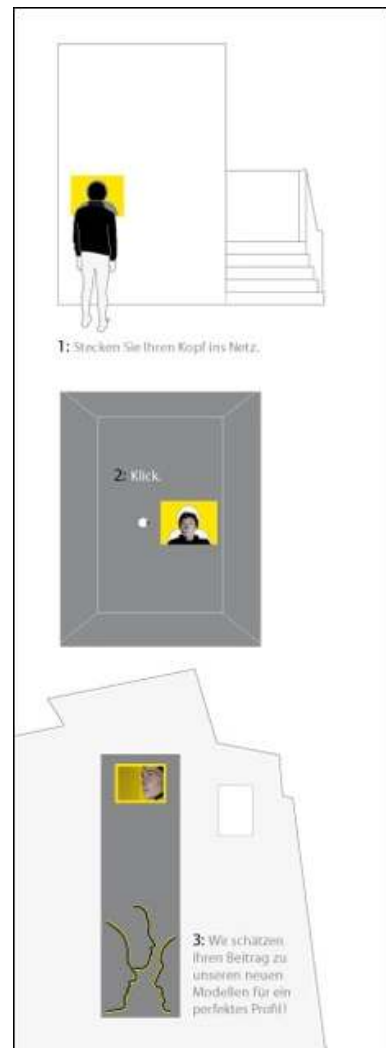 1: Stecken Sie Ihren Kopf ins Netz.
2: Klick.
3: Wir schätzen
Ihren Beitrag zu
unseren neuen
Modellen für ein
perfektes Profil!